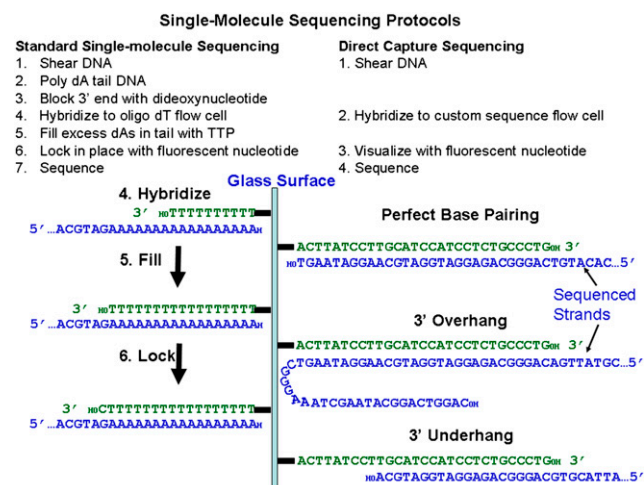 Single-Molecule Sequencing Protocols
Standard Single-molecule Sequencing
1. Shear DNA
2. Poly dA tail DNA
3. Block 3' end with dideoxynucleotide
4. Hybridize to oligo dT flow cell
5. Fill excess dAs in tail with TTP
6. Lock in place with fluorescent nucleotide
7. Sequence
Direct Capture Sequencing
1. Shear DNA
2. Hybridize to custom sequence flow cell
3. Visualize with fluorescent nucleotide
4. Sequence
Glass Surface
4. Hybridize
3' HOTTTTTTTTTT
5'…ACGTAGAAAAAAAAAAAAAAAAAH
5. Fill
3' HOTTTTTTTTTTTTTTTTT
5'…ACGTAGAAAAAAAAAAAAAAAAAH
6. Lock
3' HOCTTTTTTTTTTTTTTTTT
5'…ACGTAGAAAAAAAAAAAAAAAAAH
Perfect Base Pairing
ACTTATCCTTGCATCCATCCTCTGCCCTGOH 3'
HOTGAATAGGAACGTAGGTAGGAGACGGGACTGTACAC…5'
Sequenced
Strands
3' Overhang
ACTTATCCTTGCATCCATCCTCTGCCCTGOH 3'
CTGAATAGGAACGTAGGTAGGAGACGGGACAGTTATGC…5'
GGGAAATCGAATACGGACTGGACOH
3' Underhang
ACTTATCCTTGCATCCATCCTCTGCCCTGOH 3'
HOACGTAGGTAGGAGACGGGACGTGCATTA…5'